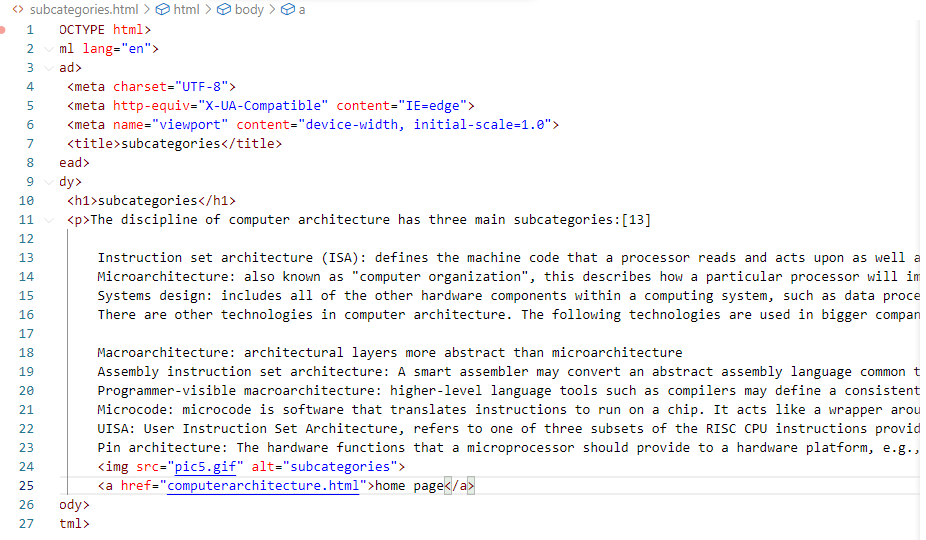 subcategories.html > html > body > a
1 OCTYPE html>
2 ml lang="en">
3 ad>
4 <meta charset="UTF-8">
5 <meta http-equiv="X-UA-Compatible" content="IE=edge">
6 <meta name="viewport" content="device-width, initial-scale=1.0">
7 <title>subcategories</title>
8 ead>
9 dy>
10 <h1>subcategories</h1>
11 <p>The discipline of computer architecture has three main subcategories:[13]
12
13 Instruction set architecture (ISA): defines the machine code that a processor reads and acts upon as well a
14 Microarchitecture: also known as "computer organization", this describes how a particular processor will im
15 Systems design: includes all of the other hardware components within a computing system, such as data proce
16 There are other technologies in computer architecture. The following technologies are used in bigger compan
17
18 Macroarchitecture: architectural layers more abstract than microarchitecture
19 Assembly instruction set architecture: A smart assembler may convert an abstract assembly language common t
20 Programmer-visible macroarchitecture: higher-level language tools such as compilers may define a consistent
21 Microcode: microcode is software that translates instructions to run on a chip. It acts like a wrapper arou
22 UISA: User Instruction Set Architecture, refers to one of three subsets of the RISC CPU instructions provid
23 Pin architecture: The hardware functions that a microprocessor should provide to a hardware platform, e.g.,
24 <img src="pic5.gif" alt="subcategories">
25 <a href="computerarchitecture.html">home page</a>
26 ody>
27 tml>